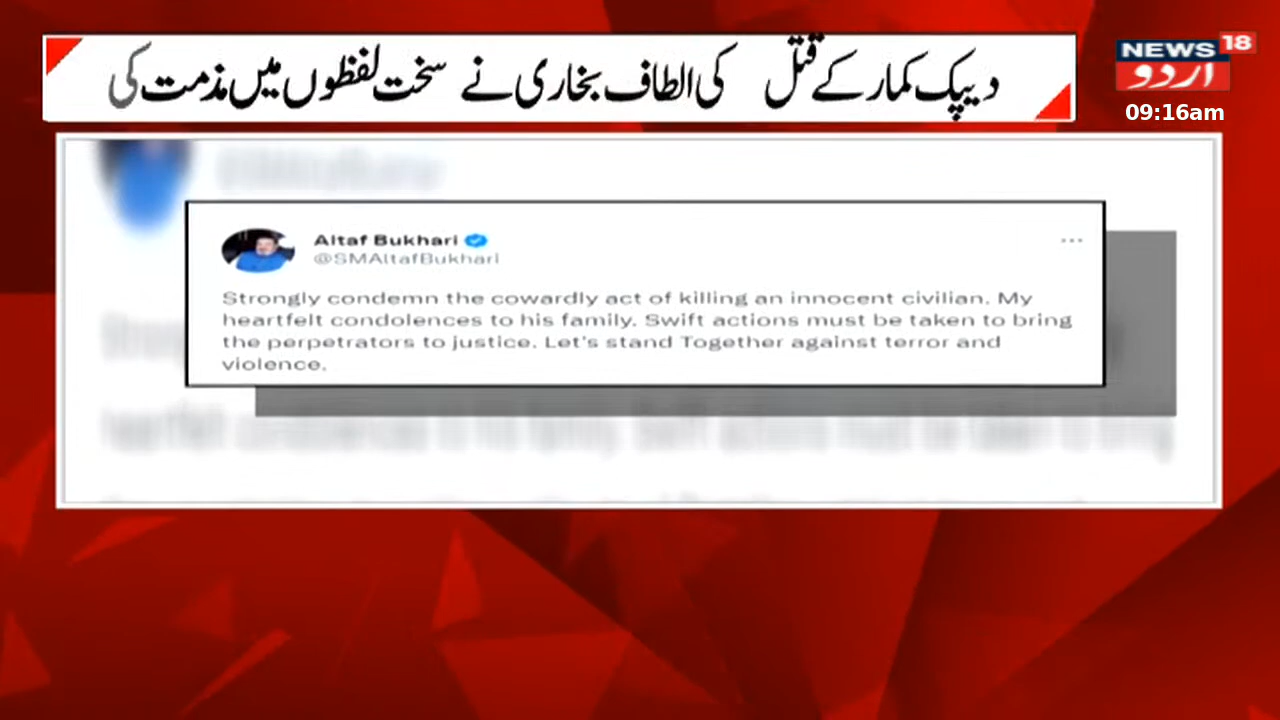 دیپک کمار کے قتل کی الطاف بخاری نے سخت لفظوں میں مذمت کی
NEWS 18
اردو
09:16am
Altaf Bukhari
@SMAltafBukhari
Strongly condemn the cowardly act of killing an innocent civilian. My
heartfelt condolences to his family. Swift actions must be taken to bring
the perpetrators to justice. Let's stand Together against terror and
violence.